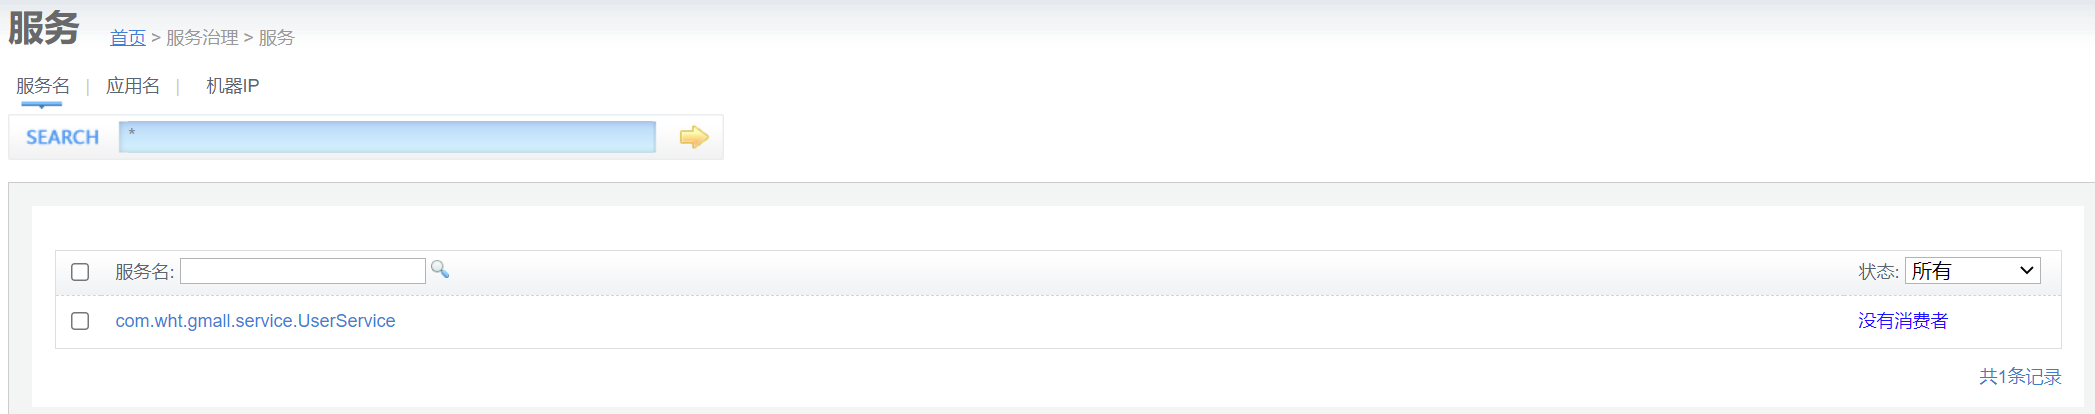 服务 首页 > 服务治理 > 服务
服务名 | 应用名 | 机器IP
SEARCH *
服务名: 状态: 所有
com.wht.gmall.service.UserService 没有消费者
共1条记录